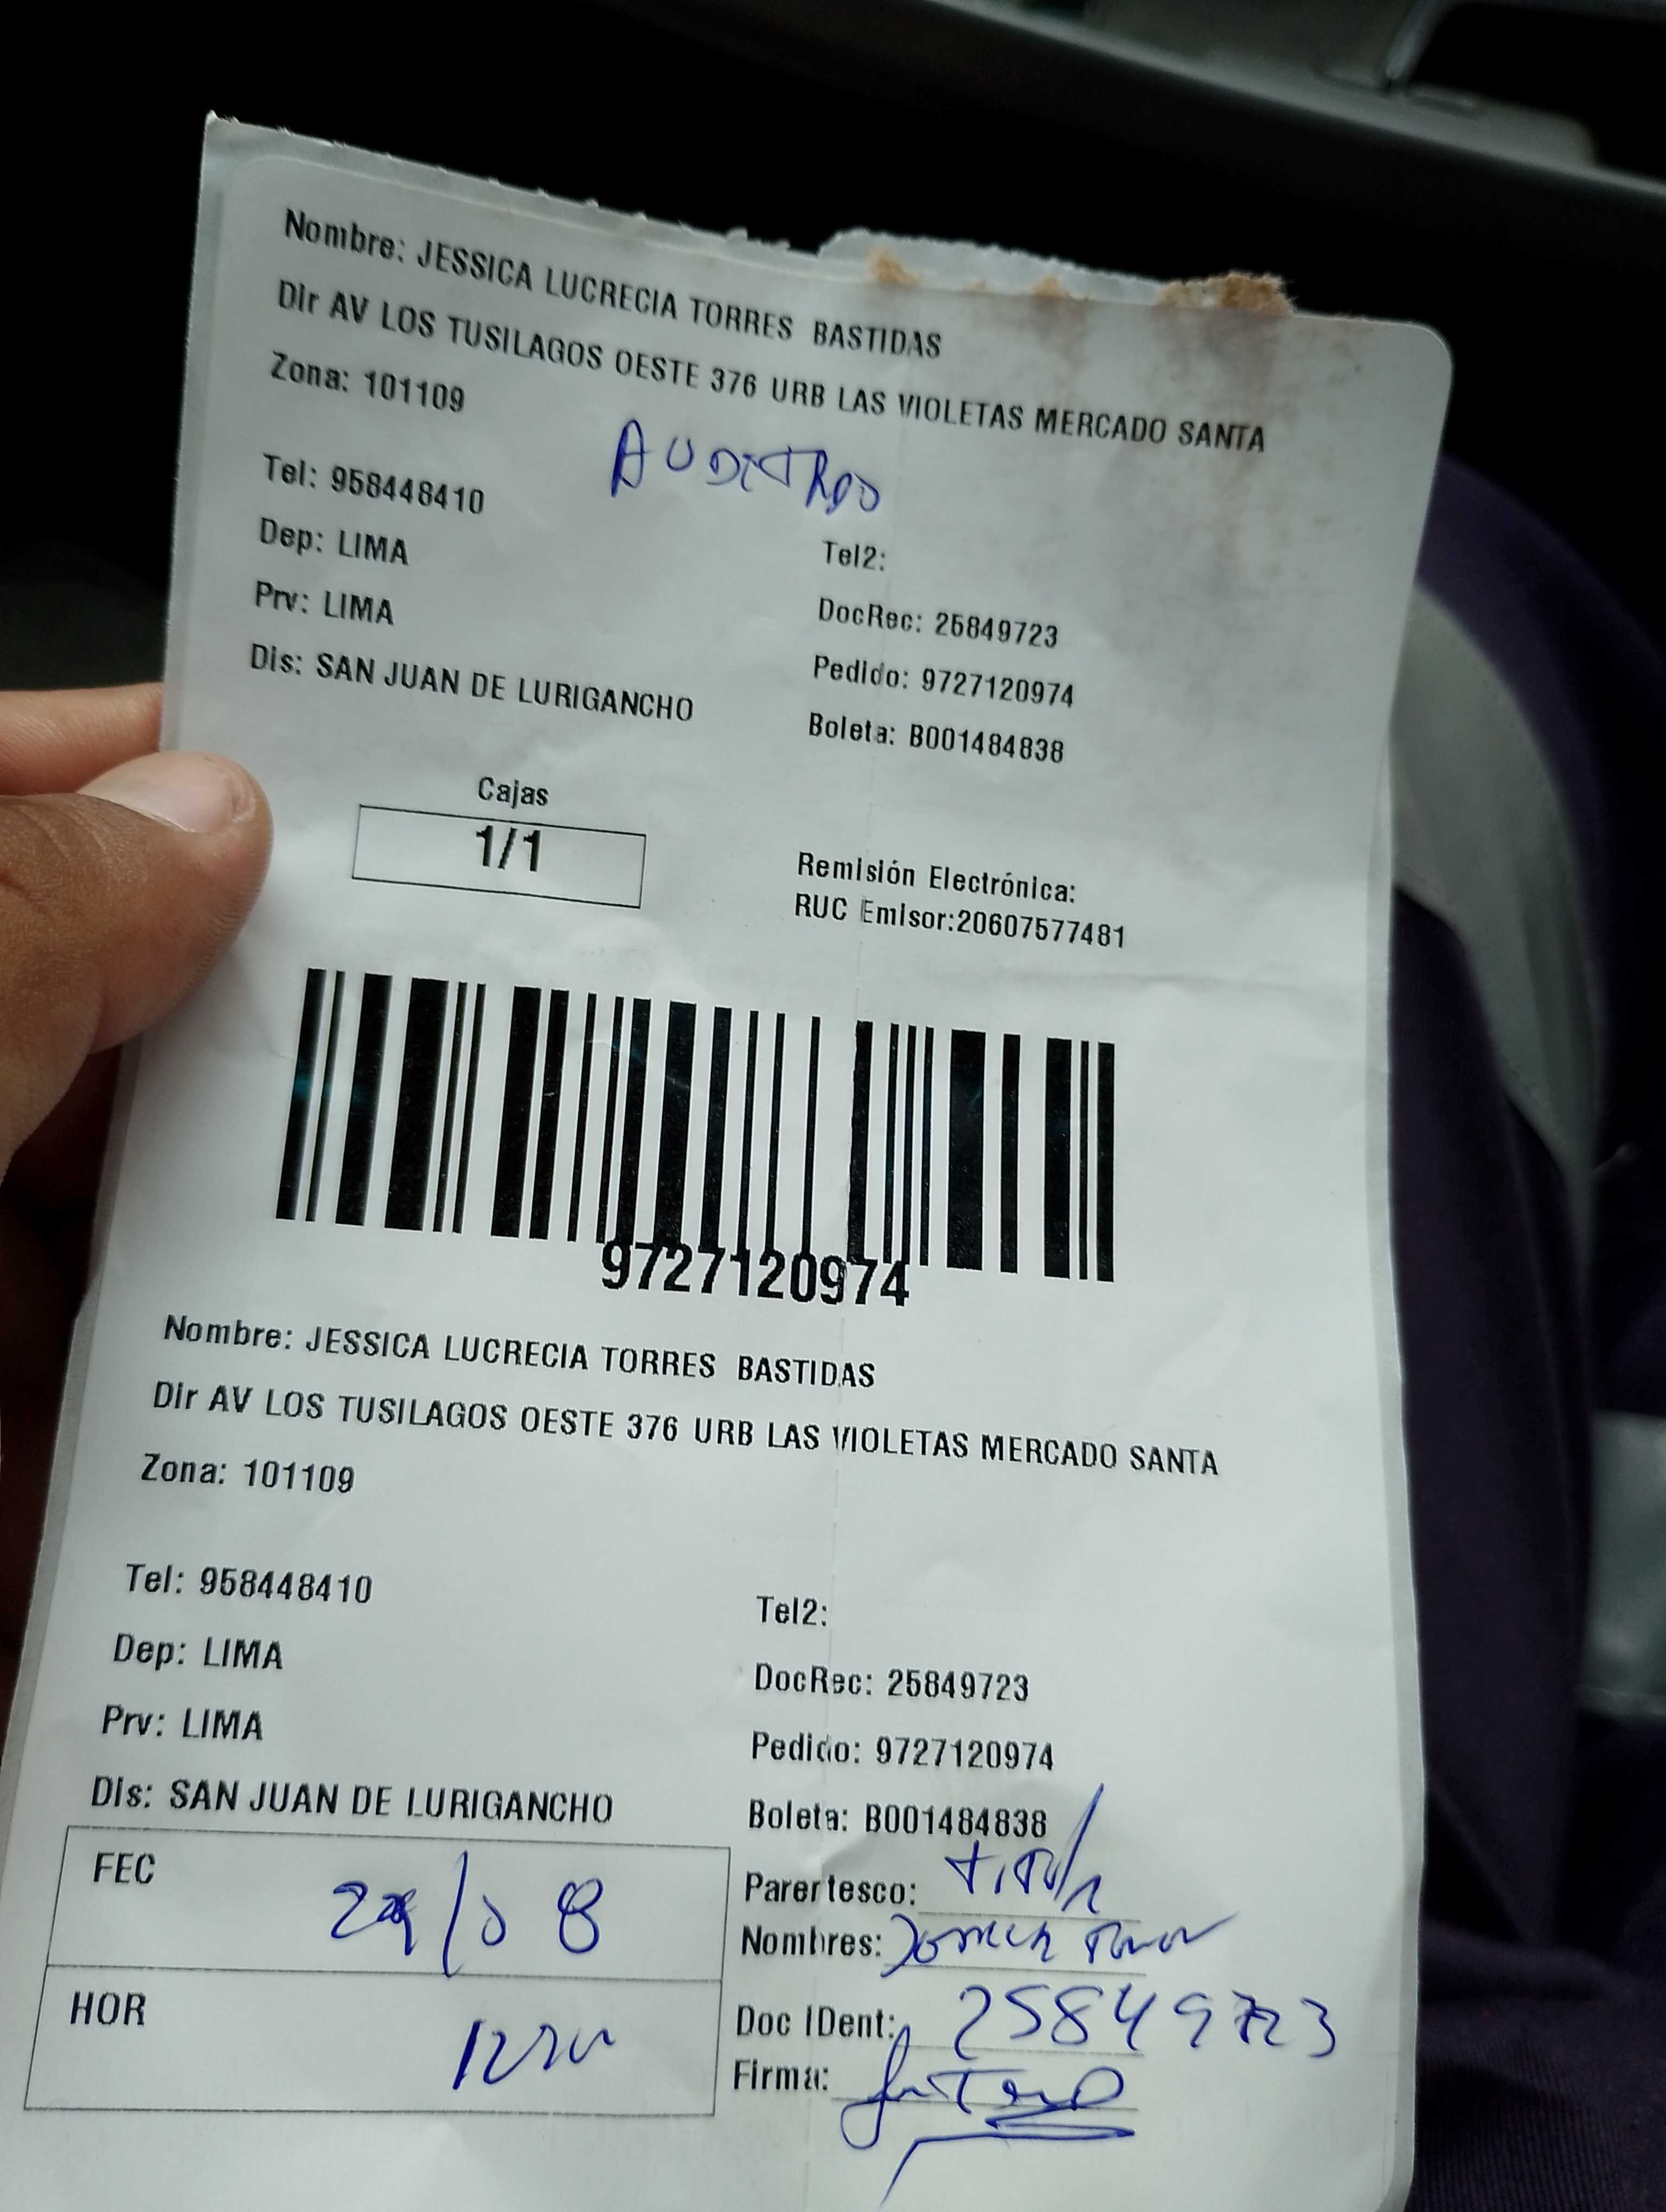 Nombre: JESSICA LUCRECIA TORRES BASTIDAS
Dir AV LOS TUSILAGOS OESTE 376 URB LAS VIOLETAS MERCADO SANTA
Zona: 101109
Tel: 958448410
Tel2:
Dep: LIMA
DocRec: 25849723
Prv: LIMA
Pedido: 9727120974
Dis: SAN JUAN DE LURIGANCHO
Boleta: B001484838
Cajas
1/1
Remisión Electrónica:
RUC Emisor:20607577481
9727120974
Nombre: JESSICA LUCRECIA TORRES BASTIDAS
Dir AV LOS TUSILAGOS OESTE 376 URB LAS VIOLETAS MERCADO SANTA
Zona: 101109
Tel: 958448410
Tel2:
Dep: LIMA
DocRec: 25849723
Prv: LIMA
Pedido: 9727120974
Dis: SAN JUAN DE LURIGANCHO
Boleta: B001484838
FEC
Parentesco:
Nombres:
HOR
Doc IDent: 25849723
Firma: